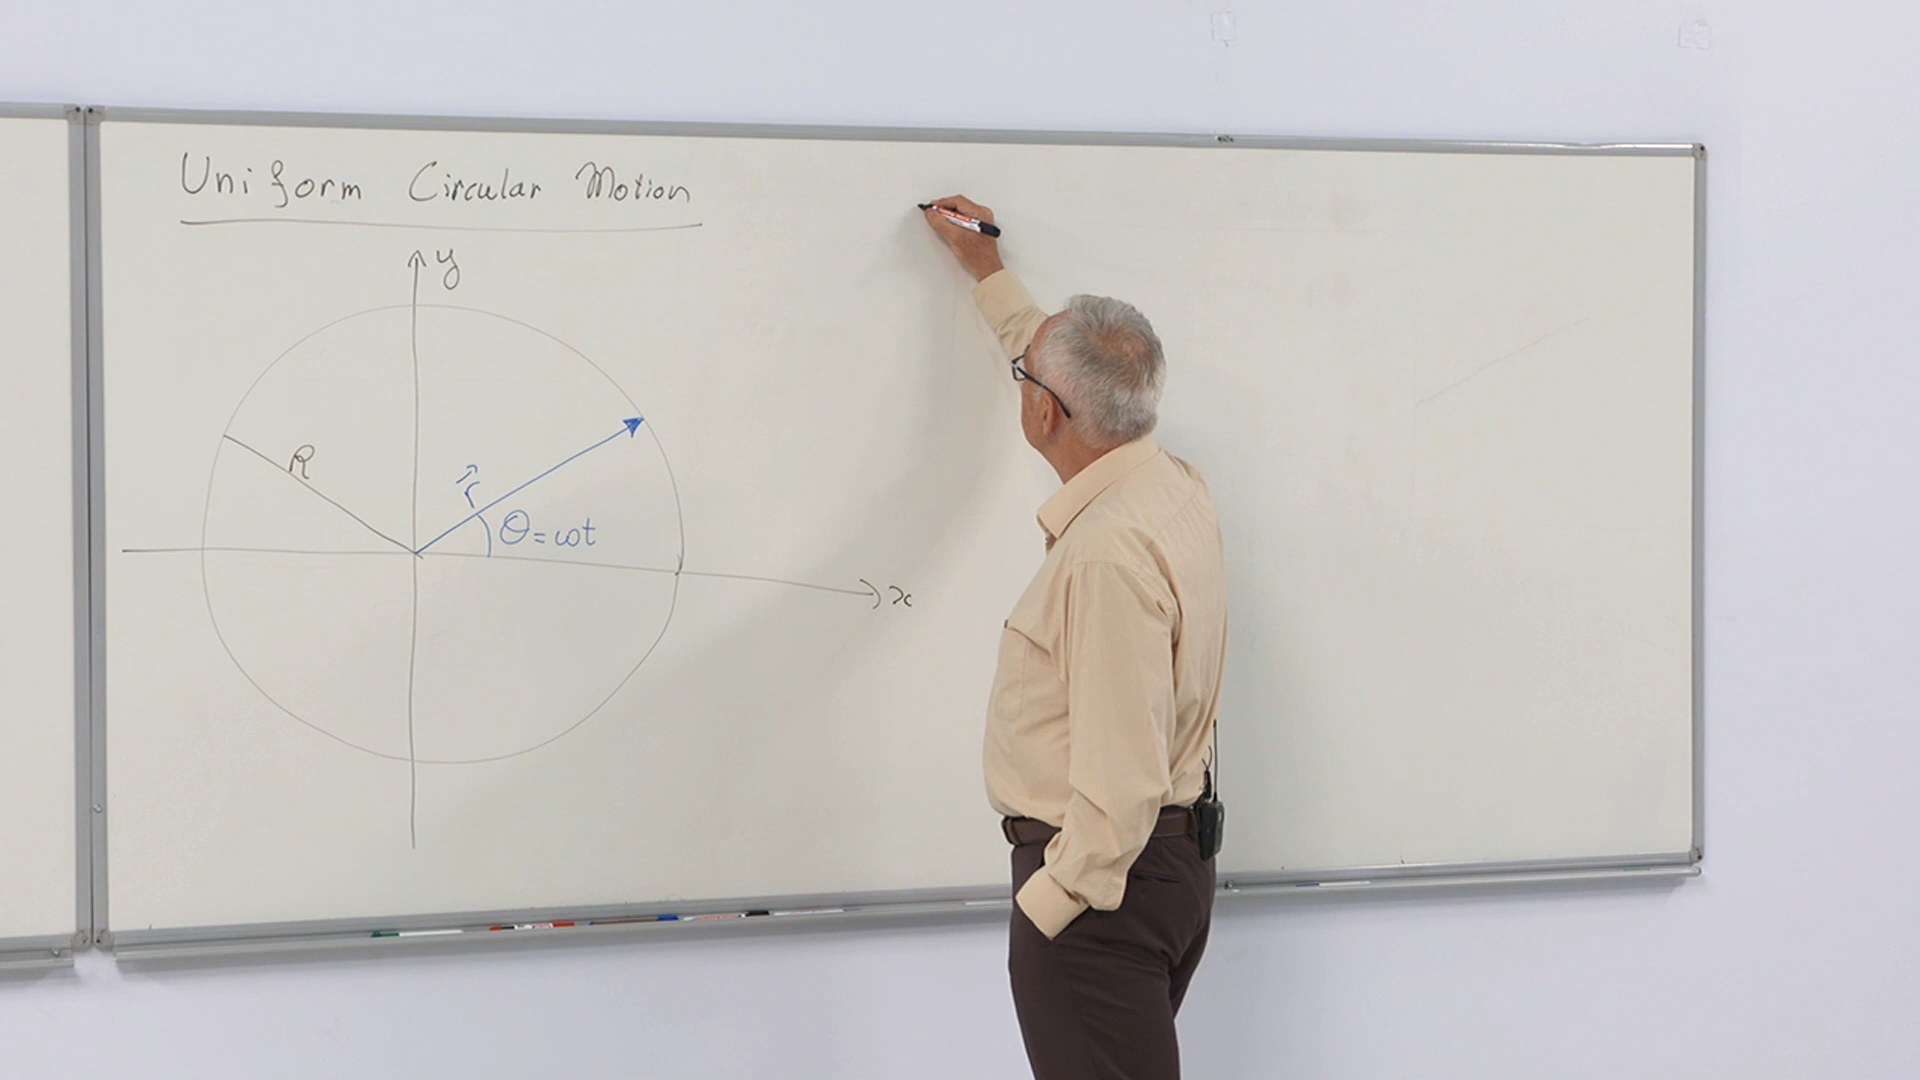 Uniform Circular Motion
y
R
r⃗
θ=ωt
x